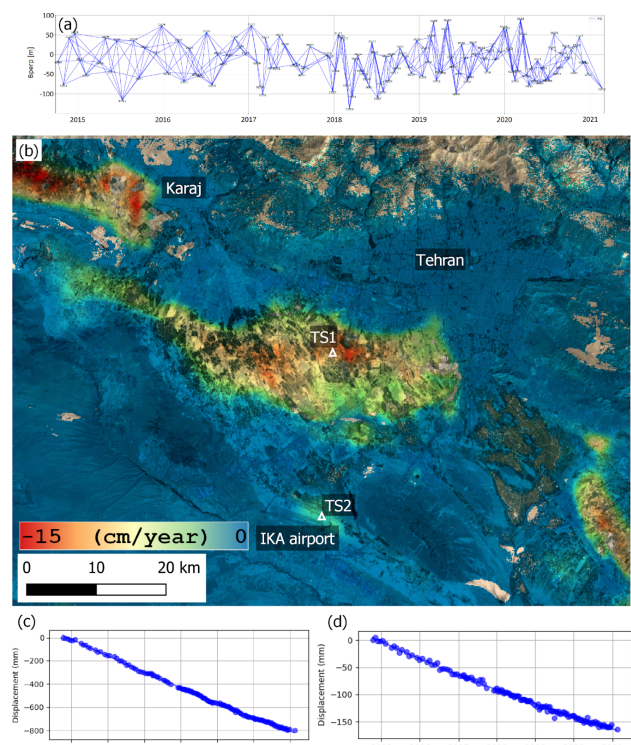 (a)
100
50
0
−50
−100
Bperp [m]
2015
2016
2017
2018
2019
2020
2021
(b)
Karaj
Tehran
TS1
TS2
IKA airport
-15 (cm/year) 0
0 10 20 km
(c)
0
−200
−400
−600
−800
Displacement (mm)
(d)
0
−50
−100
−150
Displacement (mm)